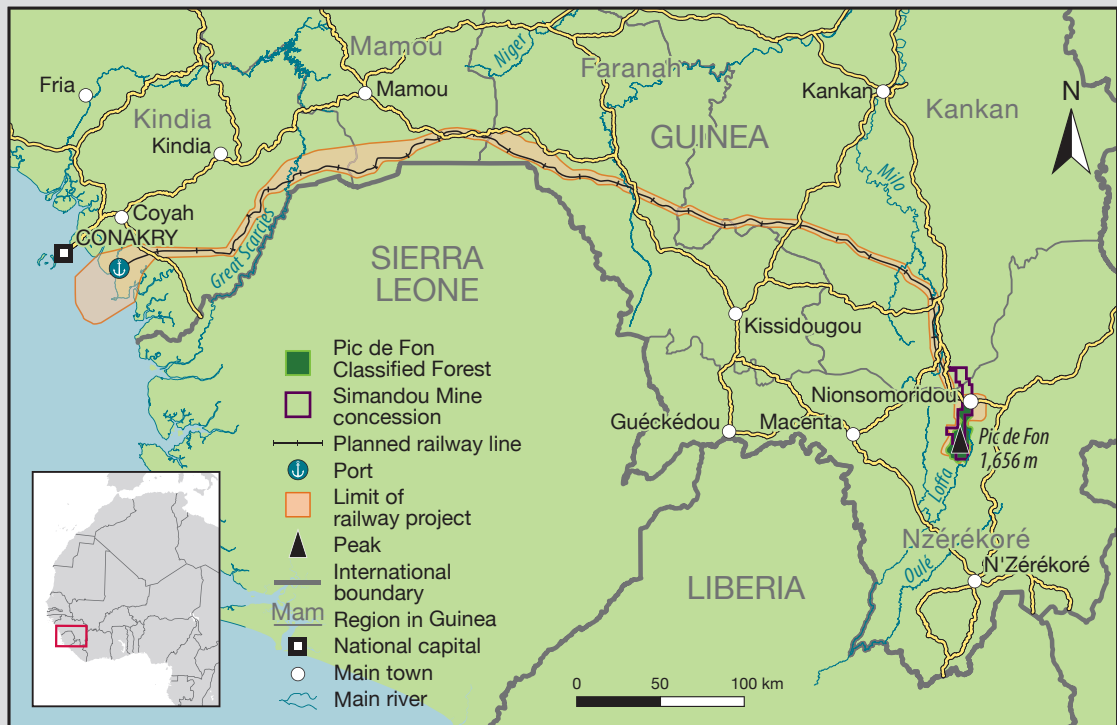 Mamou
Niger
Faranah
Fria
Mamou
Kankan
Kankan
N
Kindia
Kindia
GUINEA
Milo
Coyah
CONAKRY
Great Scarcies
SIERRA
LEONE
Kissidougou
Pic de Fon
Classified Forest
Simandou Mine
concession
Planned railway line
Port
Limit of
railway project
Peak
International
boundary
Mam
Region in Guinea
National capital
Main town
Main river
Nionsomoridou
Guéckédou
Macenta
Pic de Fon
1,656 m
Loffa
Nzérékoré
Oulé
N'Zérékoré
LIBERIA
0 50 100 km